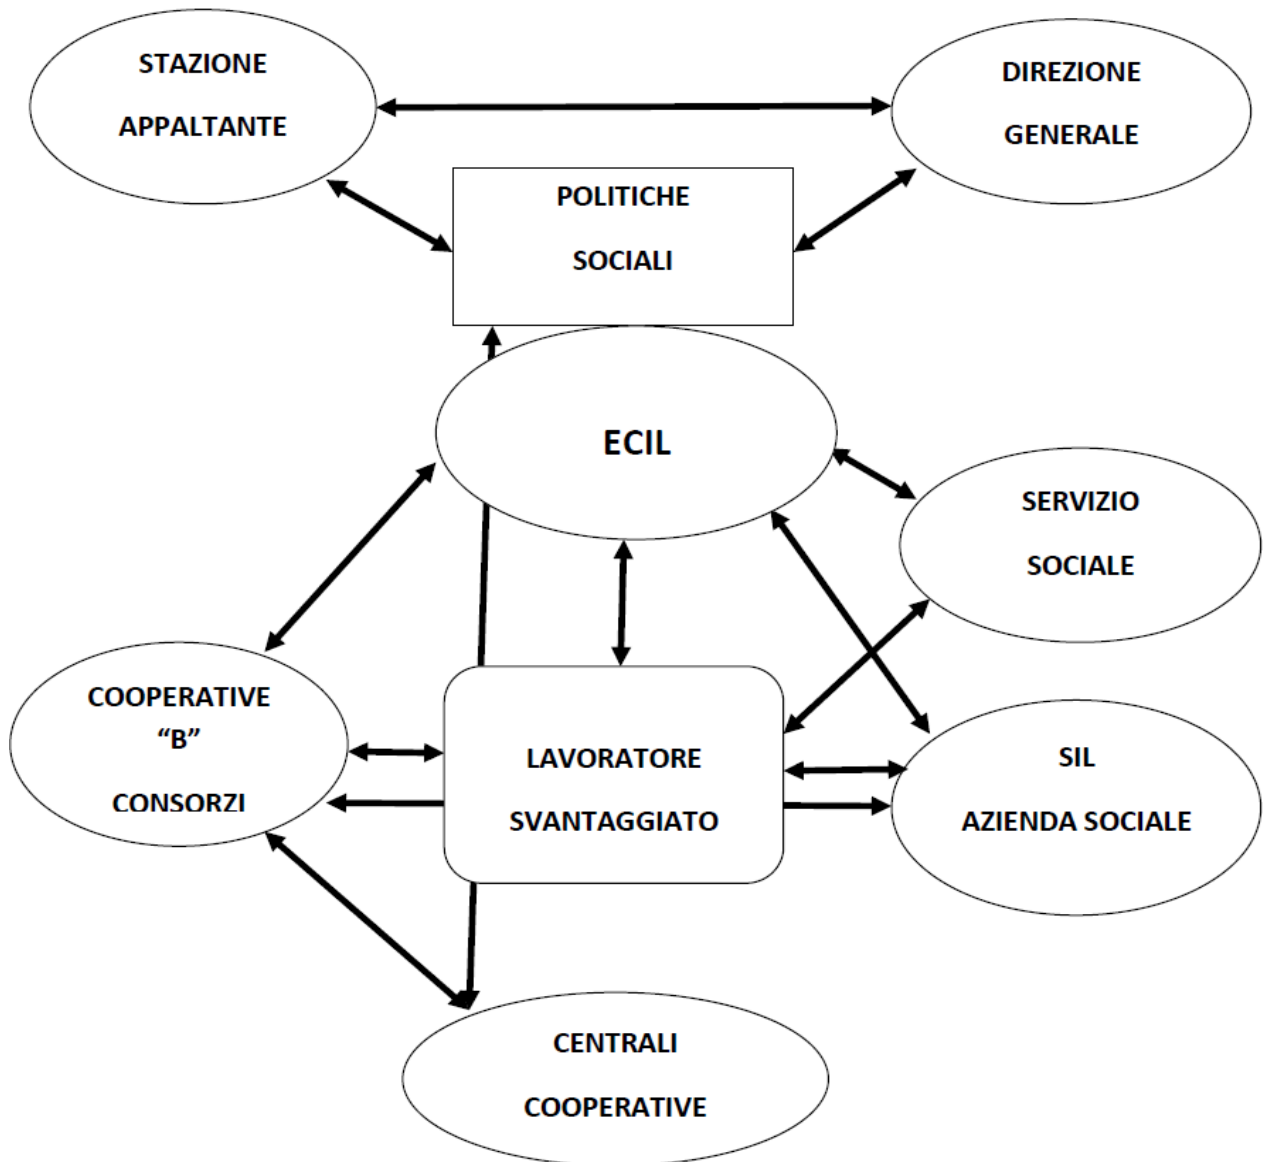 STAZIONE
APPALTANTE
DIREZIONE
GENERALE
POLITICHE
SOCIALI
ECIL
SERVIZIO
SOCIALE
COOPERATIVE
“B”
CONSORZI
LAVORATORE
SVANTAGGIATO
SIL
AZIENDA SOCIALE
CENTRALI
COOPERATIVE